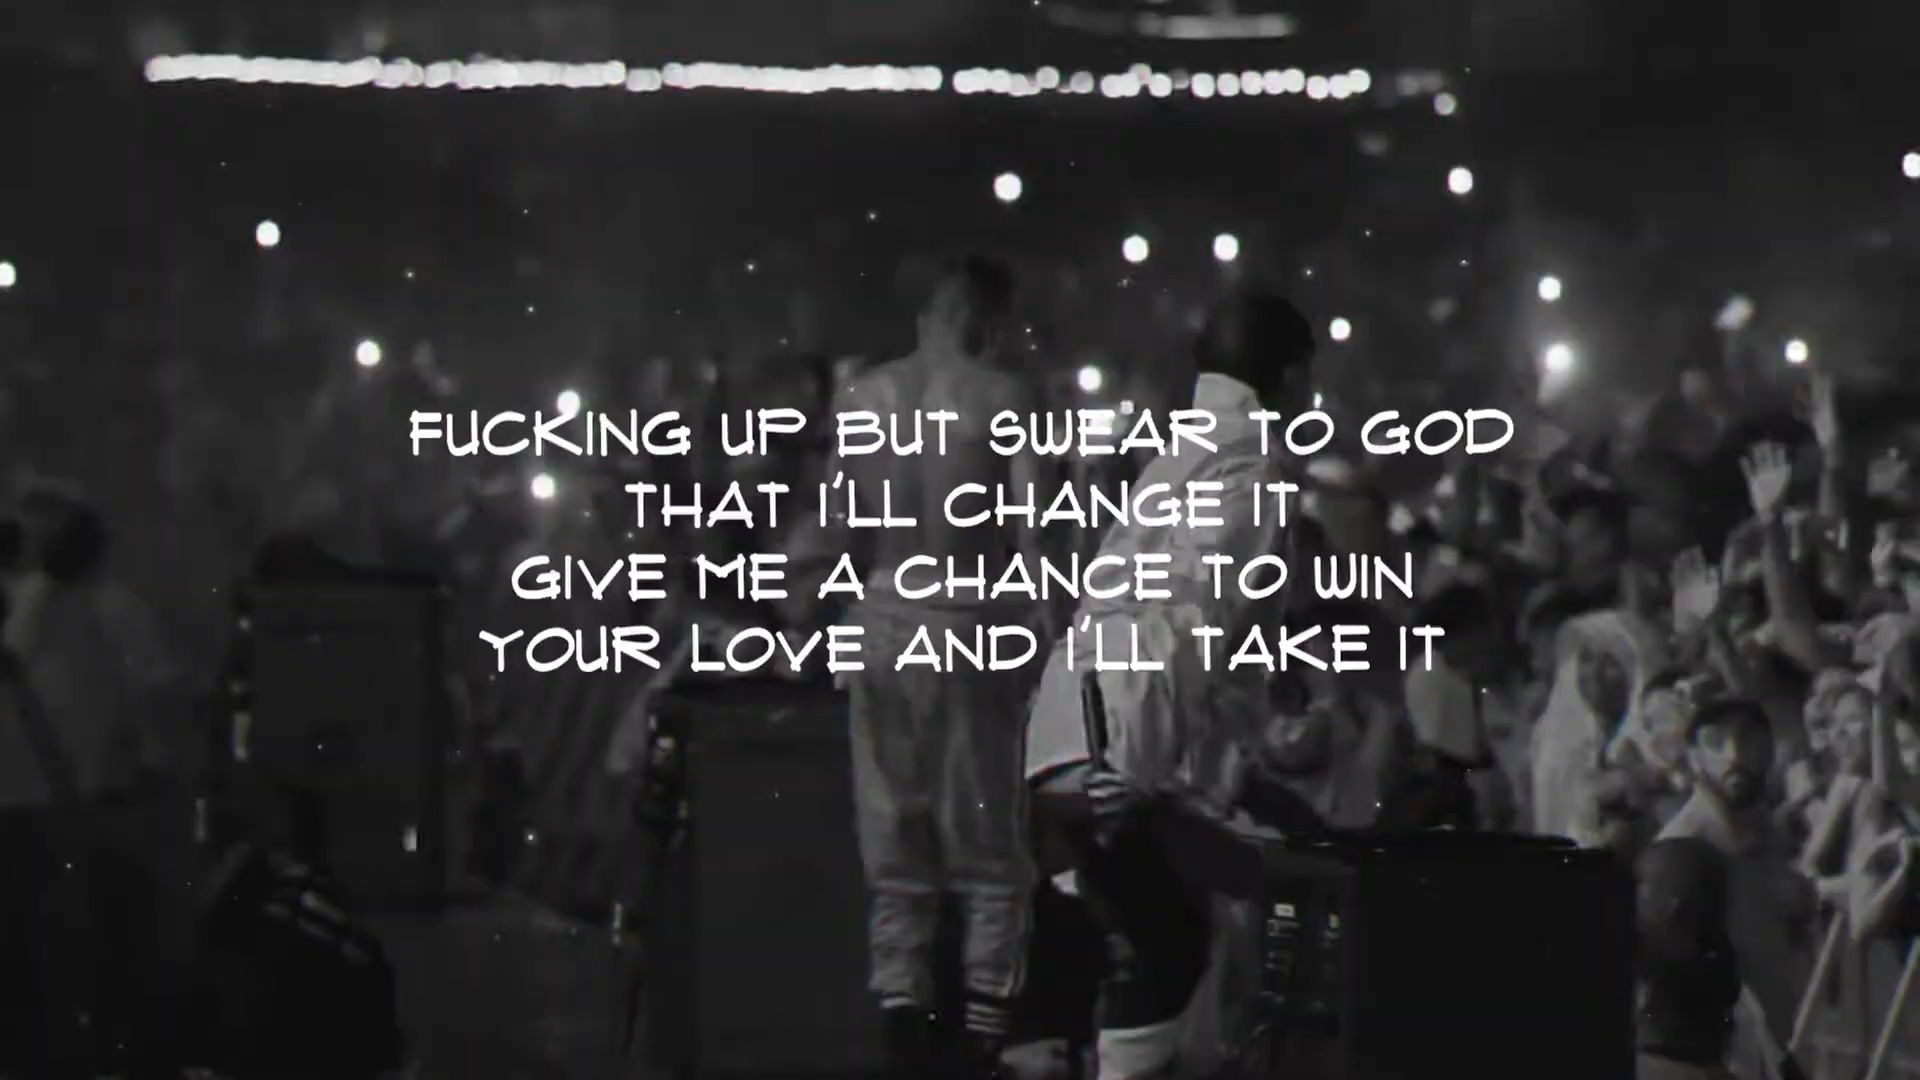 FUCKING UP BUT SWEAR TO GOD
THAT I'LL CHANGE IT
GIVE ME A CHANCE TO WIN
YOUR LOVE AND I'LL TAKE IT